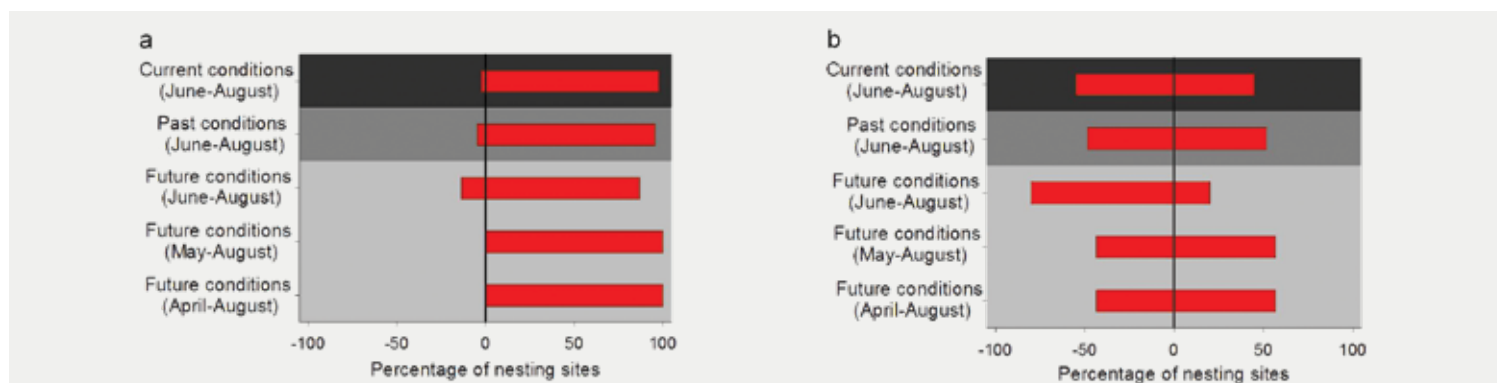 a
Current conditions
(June-August)
Past conditions
(June-August)
Future conditions
(June-August)
Future conditions
(May-August)
Future conditions
(April-August)
-100 -50 0 50 100
Percentage of nesting sites
b
Current conditions
(June-August)
Past conditions
(June-August)
Future conditions
(June-August)
Future conditions
(May-August)
Future conditions
(April-August)
-100 -50 0 50 100
Percentage of nesting sites